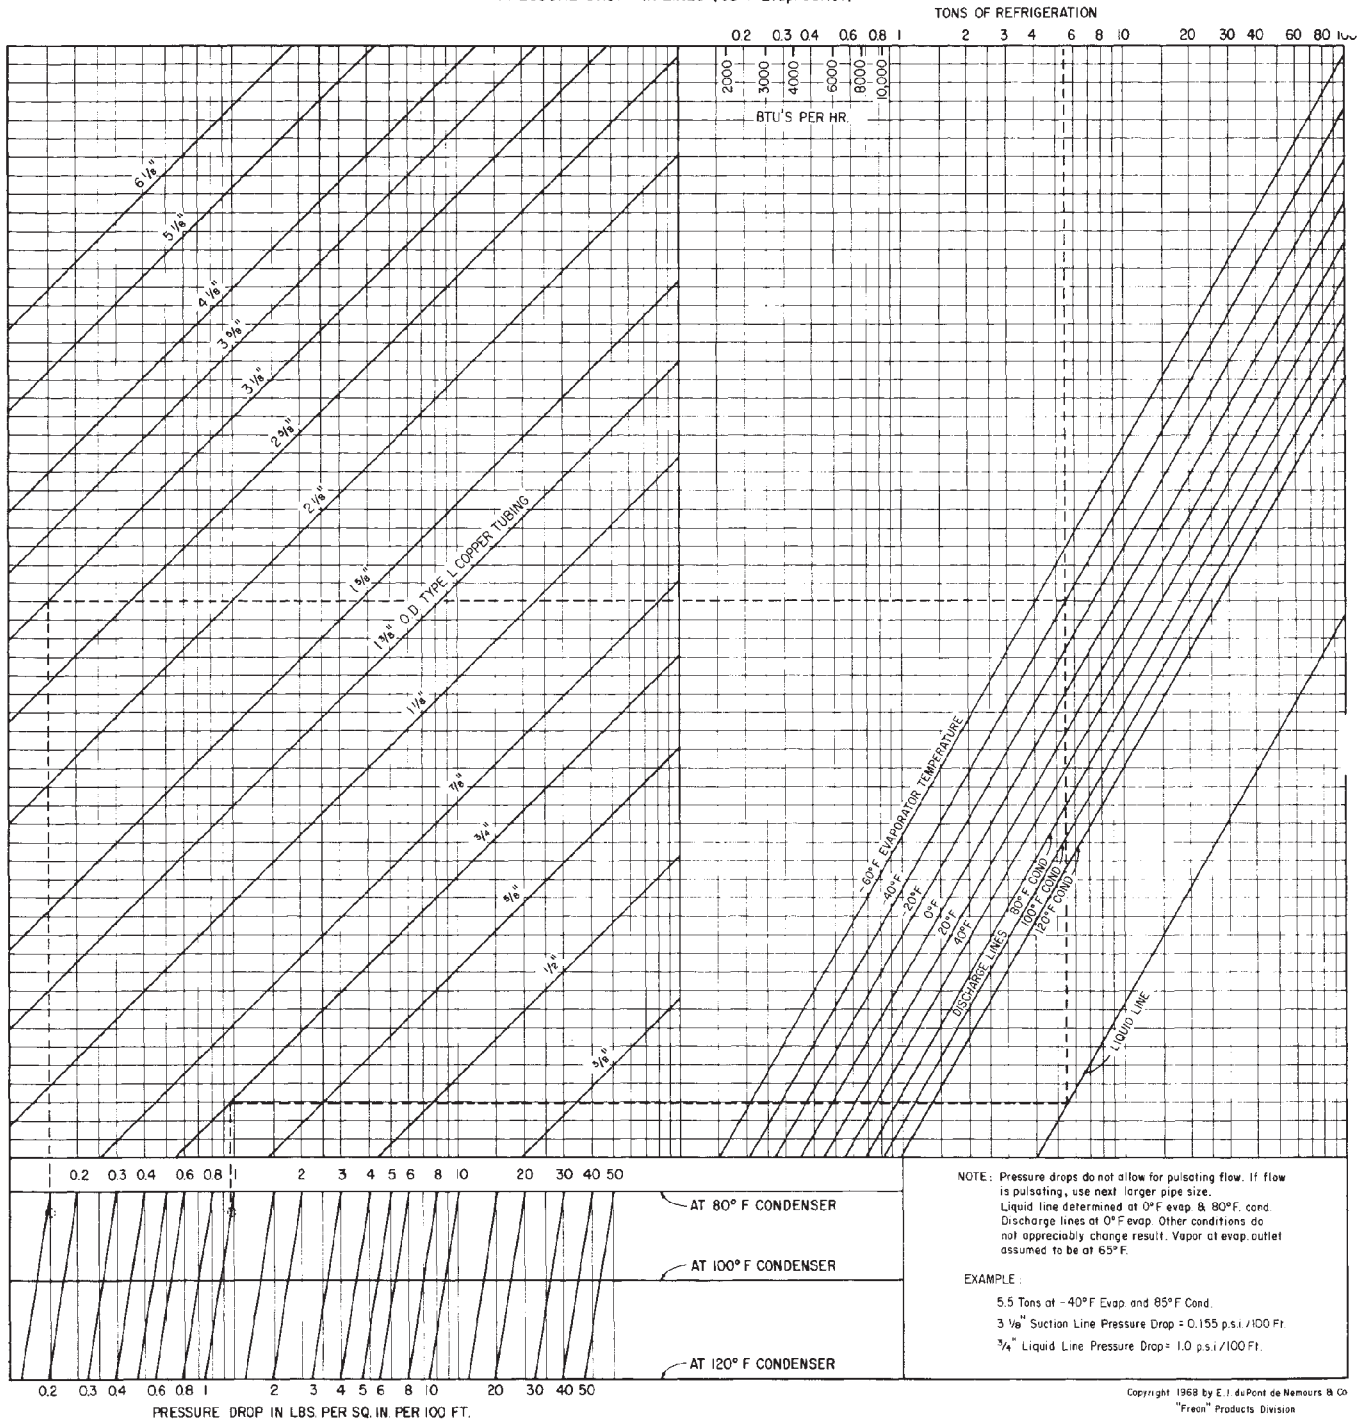 TONS OF REFRIGERATION
0.2 0.3 0.4 0.6 0.8 1 2 3 4 6 8 10 20 30 40 60 80
2000 3000 4000 6000 8000 10,000
BTU'S PER HR.
6 1/8"
5 1/8"
4 1/8"
3 5/8"
3 1/8"
2 5/8"
2 1/8"
1 5/8"
1 3/8" O.D. TYPE L COPPER TUBING
1 1/8"
7/8"
3/4"
5/8"
1/2"
3/8"
-60°F EVAPORATOR TEMPERATURE
-40°F
-20°F
0°F
20°F
40°F
DISCHARGE LINES
80°F COND
100°F COND
120°F COND
LIQUID LINE
0.2 0.3 0.4 0.6 0.8 1 2 3 4 5 6 8 10 20 30 40 50
AT 80° F CONDENSER
AT 100° F CONDENSER
AT 120° F CONDENSER
0.2 0.3 0.4 0.6 0.8 1 2 3 4 5 6 8 10 20 30 40 50
PRESSURE DROP IN LBS. PER SQ. IN. PER 100 FT.
NOTE: Pressure drops do not allow for pulsating flow. If flow
is pulsating, use next larger pipe size.
Liquid line determined at 0°F evap. & 80°F. cond.
Discharge lines at 0°F evap. Other conditions do
not appreciably change result. Vapor at evap. outlet
assumed to be at 65°F.
EXAMPLE:
5.5 Tons at -40°F Evap. and 85°F Cond.
3 1/8" Suction Line Pressure Drop = 0.155 p.s.i./100 Ft.
3/4" Liquid Line Pressure Drop = 1.0 p.s.i./100 Ft.
Copyright 1968 by E.I. duPont de Nemours & Co
"Freon" Products Division